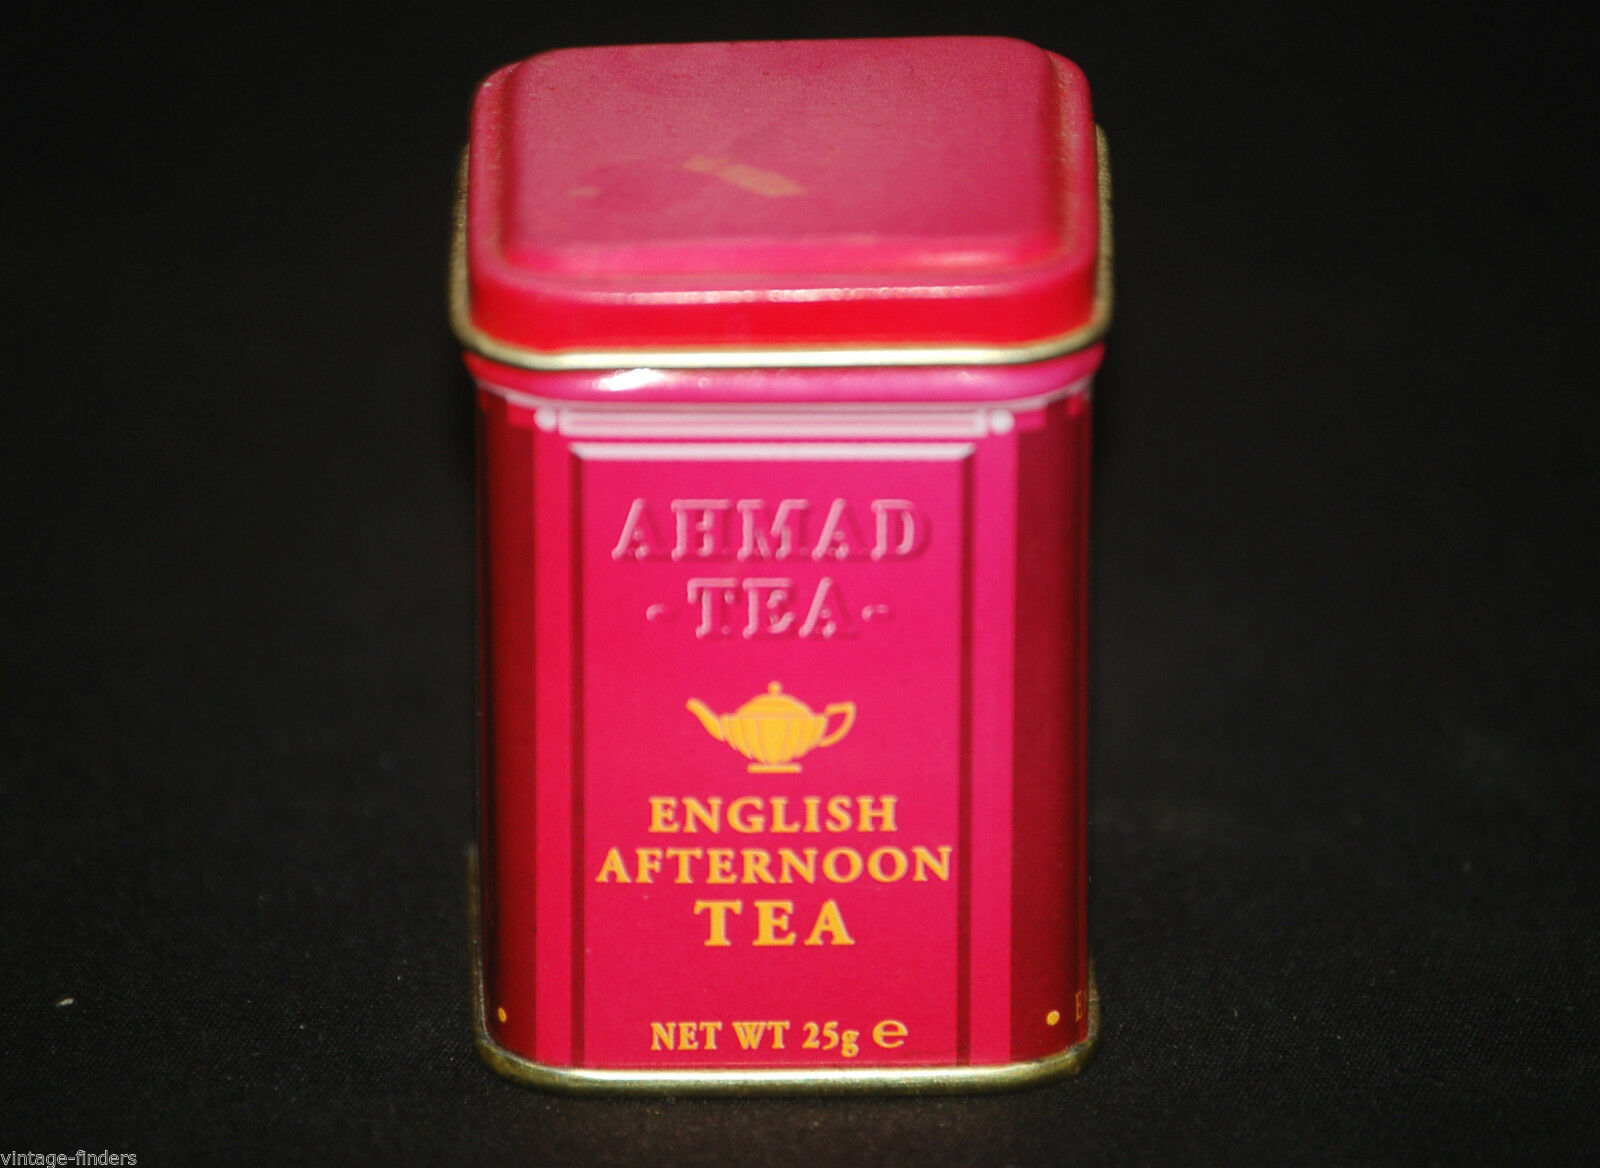 AHMAD
- TEA -
ENGLISH
AFTERNOON
TEA
NET WT 25g ℮
vintage-finders